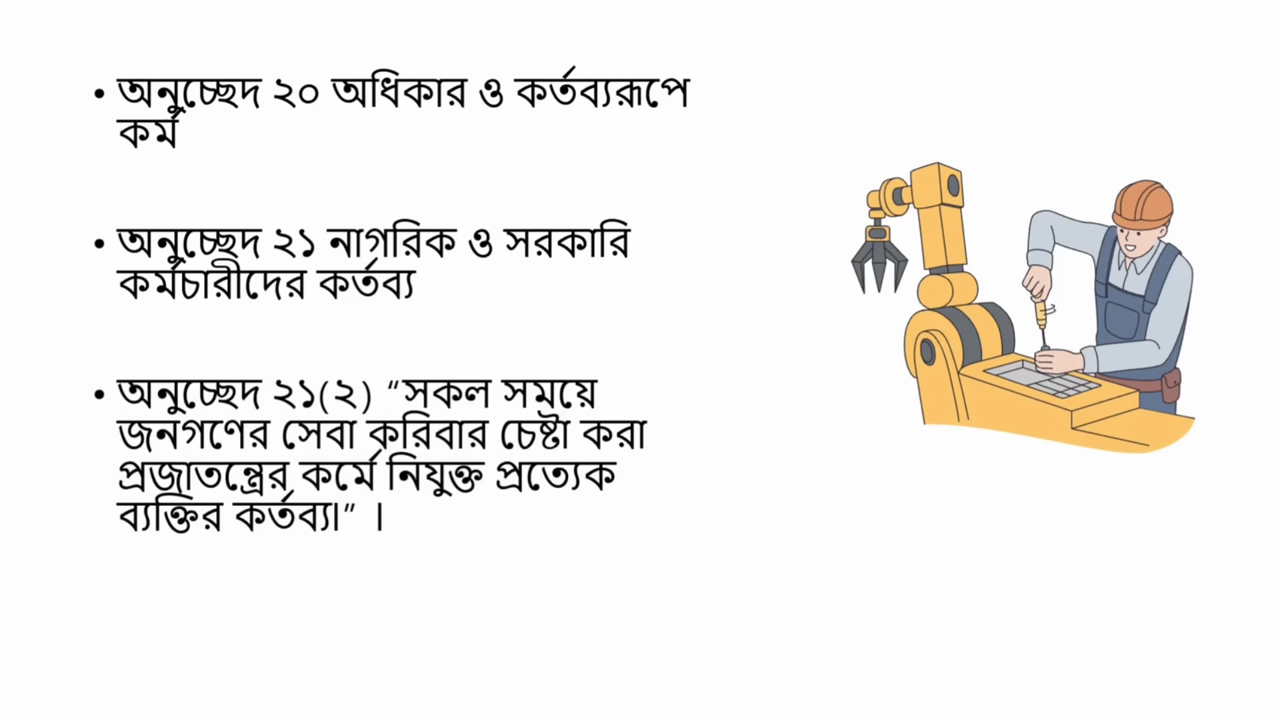 • অনুচ্ছেদ ২০ অধিকার ও কর্তব্যরূপে
কর্ম
• অনুচ্ছেদ ২১ নাগরিক ও সরকারি
কর্মচারীদের কর্তব্য
• অনুচ্ছেদ ২১(২) “সকল সময়ে
জনগণের সেবা করিবার চেষ্টা করা
প্রজাতন্ত্রের কর্মে নিযুক্ত প্রত্যেক
ব্যক্তির কর্তব্য।” ।